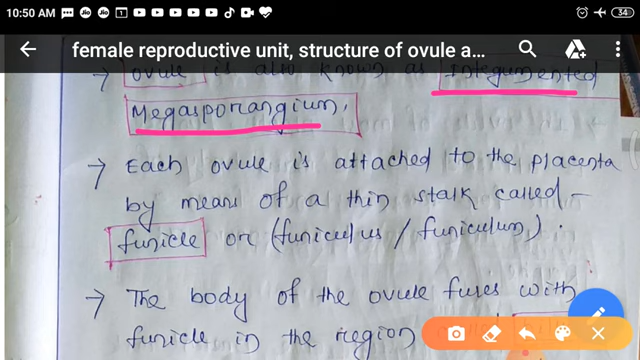 10:50 AM 34
female reproductive unit, structure of ovule a...
→ ovule is also known as Integumented
Megasporangium.
→ Each ovule is attached to the placenta
by means of a thin stalk called -
funicle or (funiculus / funiculum).
→ The body of the ovule fuses with
funicle in the region